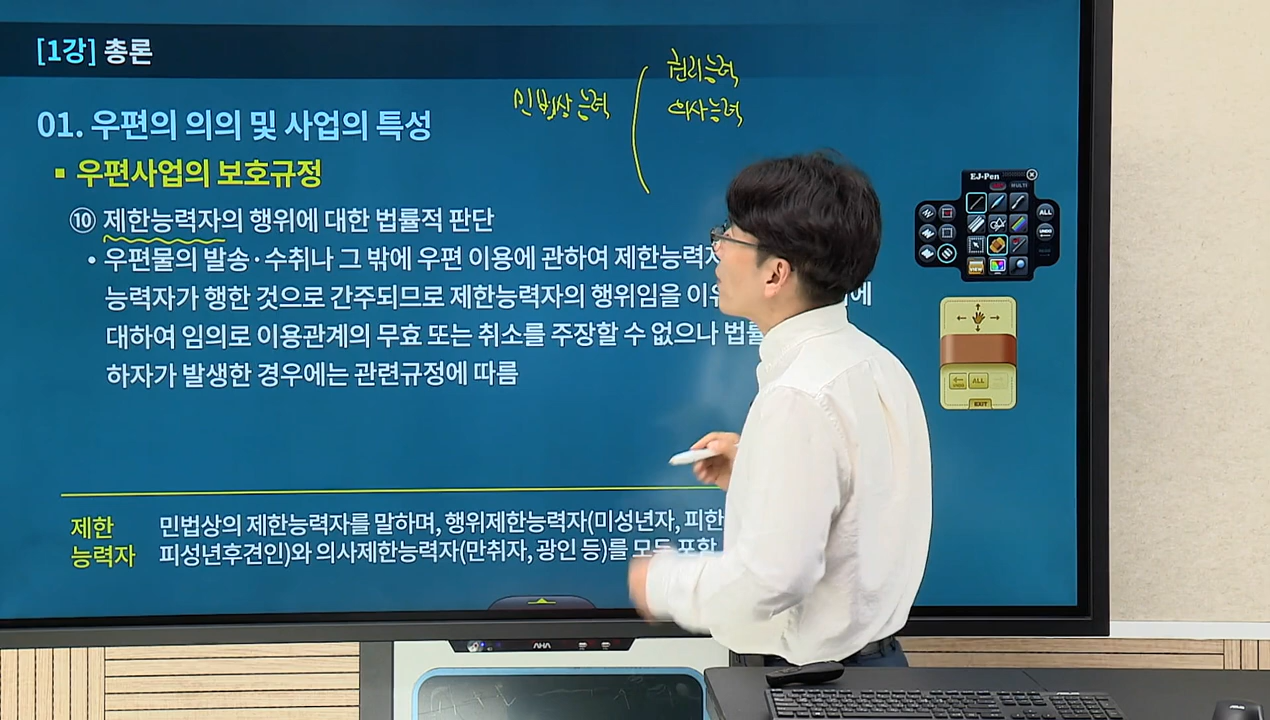 [1강] 총론
권리능력
민법상 능력
의사능력
01. 우편의 의의 및 사업의 특성
우편사업의 보호규정
⑩ 제한능력자의 행위에 대한 법률적 판단
• 우편물의 발송·수취나 그 밖에 우편 이용에 관하여 제한능력자
능력자가 행한 것으로 간주되므로 제한능력자의 행위임을 이유 에
대하여 임의로 이용관계의 무효 또는 취소를 주장할 수 없으나 법률
하자가 발생한 경우에는 관련규정에 따름
제한
능력자
민법상의 제한능력자를 말하며, 행위제한능력자(미성년자, 피한
피성년후견인)와 의사제한능력자(만취자, 광인 등)를 모두 포함
EJ-Pen
MULTI
ALL
UNDO
VIEW
ALL
EXIT
AHA